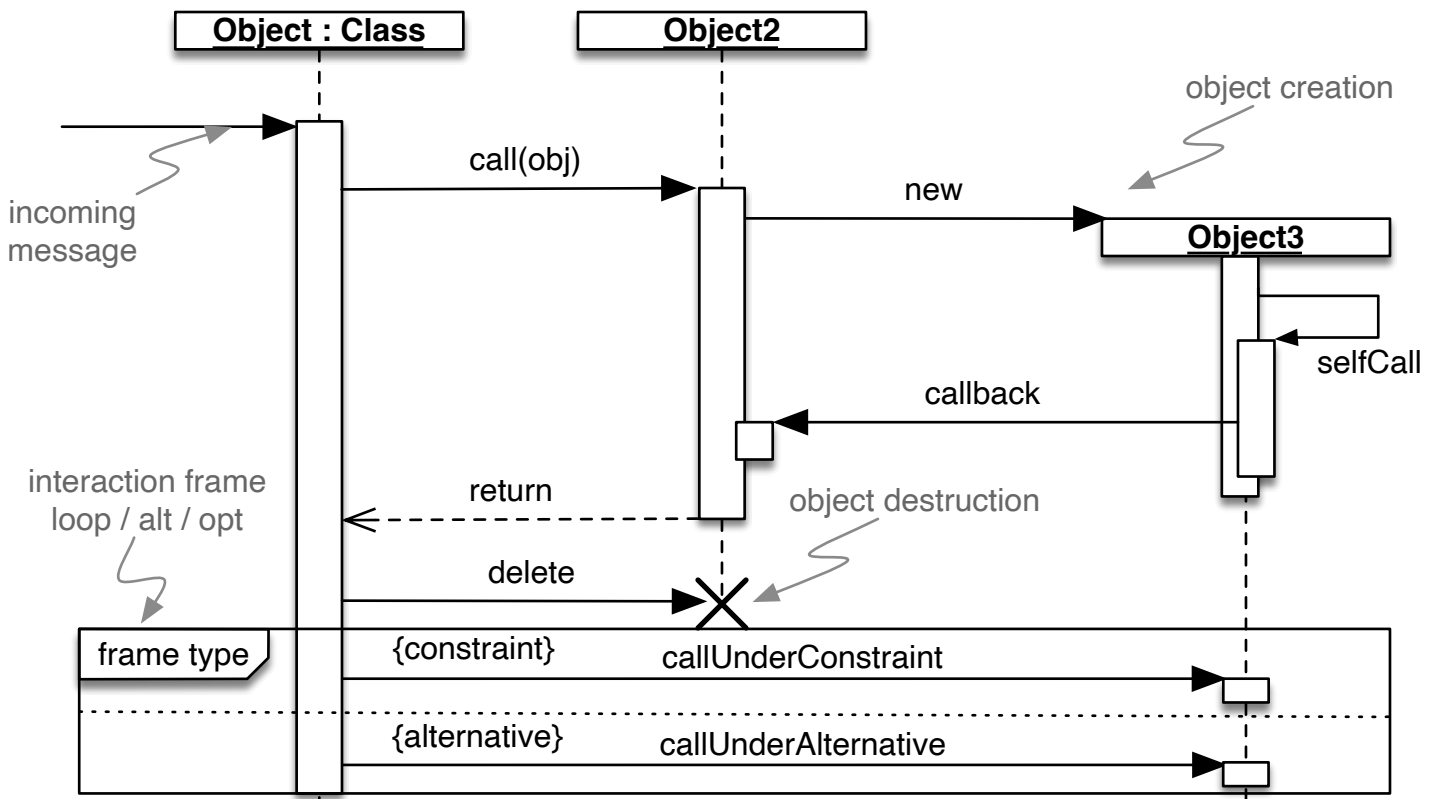 Object : Class
Object2
object creation
call(obj)
new
incoming
message
Object3
selfCall
callback
interaction frame
loop / alt / opt
return
object destruction
delete
frame type
{constraint}
callUnderConstraint
{alternative}
callUnderAlternative